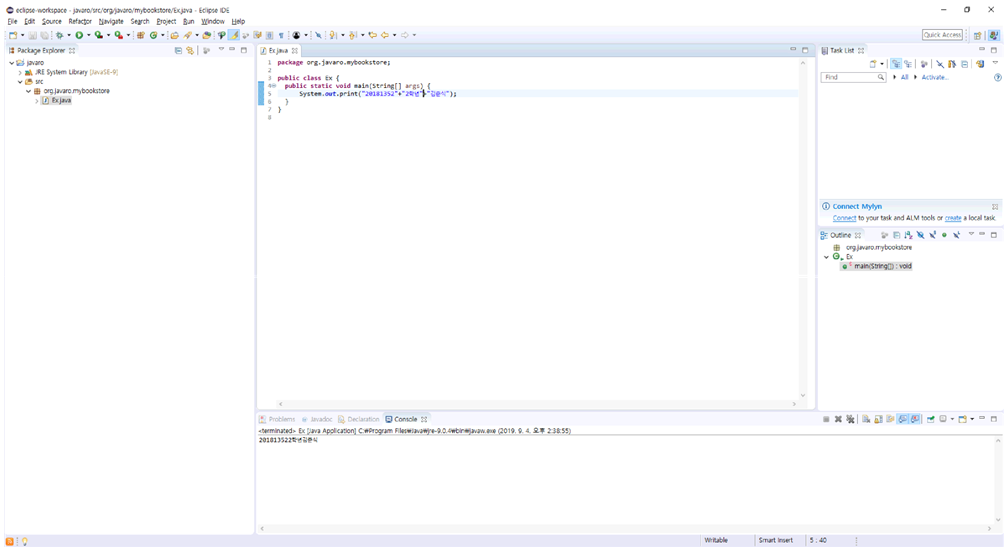 eclipse-workspace - javaro/src/org/javaro/mybookstore/Ex.java - Eclipse IDE
File Edit Source Refactor Navigate Search Project Run Window Help
Quick Access
Package Explorer
javaro
JRE System Library [JavaSE-9]
src
org.javaro.mybookstore
Ex.java
Ex.java
1 package org.javaro.mybookstore;
2
3 public class Ex {
4 public static void main(String[] args) {
5 System.out.print("20181352"+"2학년"+"김윤식");
6 }
7 }
8
Task List
Find
All
Activate...
Connect Mylyn
Connect to your task and ALM tools or create a local task.
Outline
org.javaro.mybookstore
Ex
main(String[]) : void
Problems Javadoc Declaration Console
<terminated> Ex [Java Application] C:₩Program Files₩Java₩jre-9.0.4₩bin₩javaw.exe (2019. 9. 4. 오후 2:38:55)
201813522학년김윤식
Writable Smart Insert 5 : 40